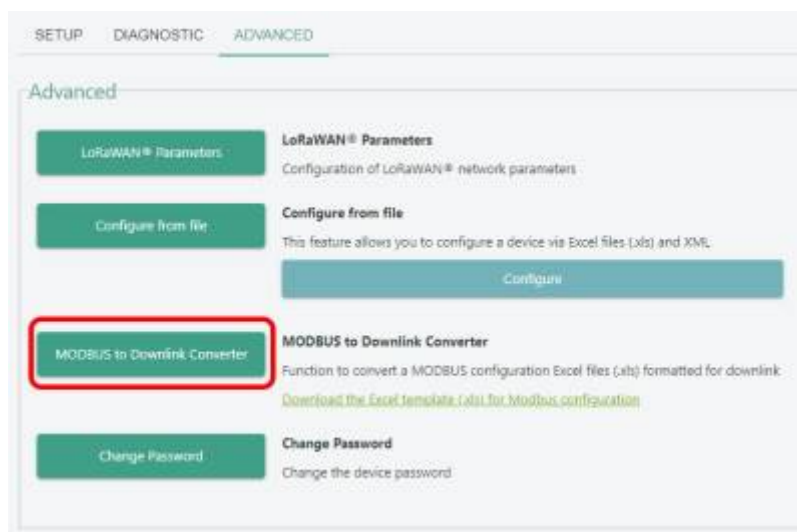 SETUP DIAGNOSTIC ADVANCED
Advanced
LoRaWAN® Parameters
LoRaWAN® Parameters
Configuration of LoRaWAN® network parameters
Configure from file
Configure from file
This feature allows you to configure a device via Excel files (.xls) and XML
Configure
MODBUS to Downlink Converter
MODBUS to Downlink Converter
Function to convert a MODBUS configuration Excel files (.xls) formatted for downlink
Download the Excel template (.xls) for Modbus configuration
Change Password
Change Password
Change the device password